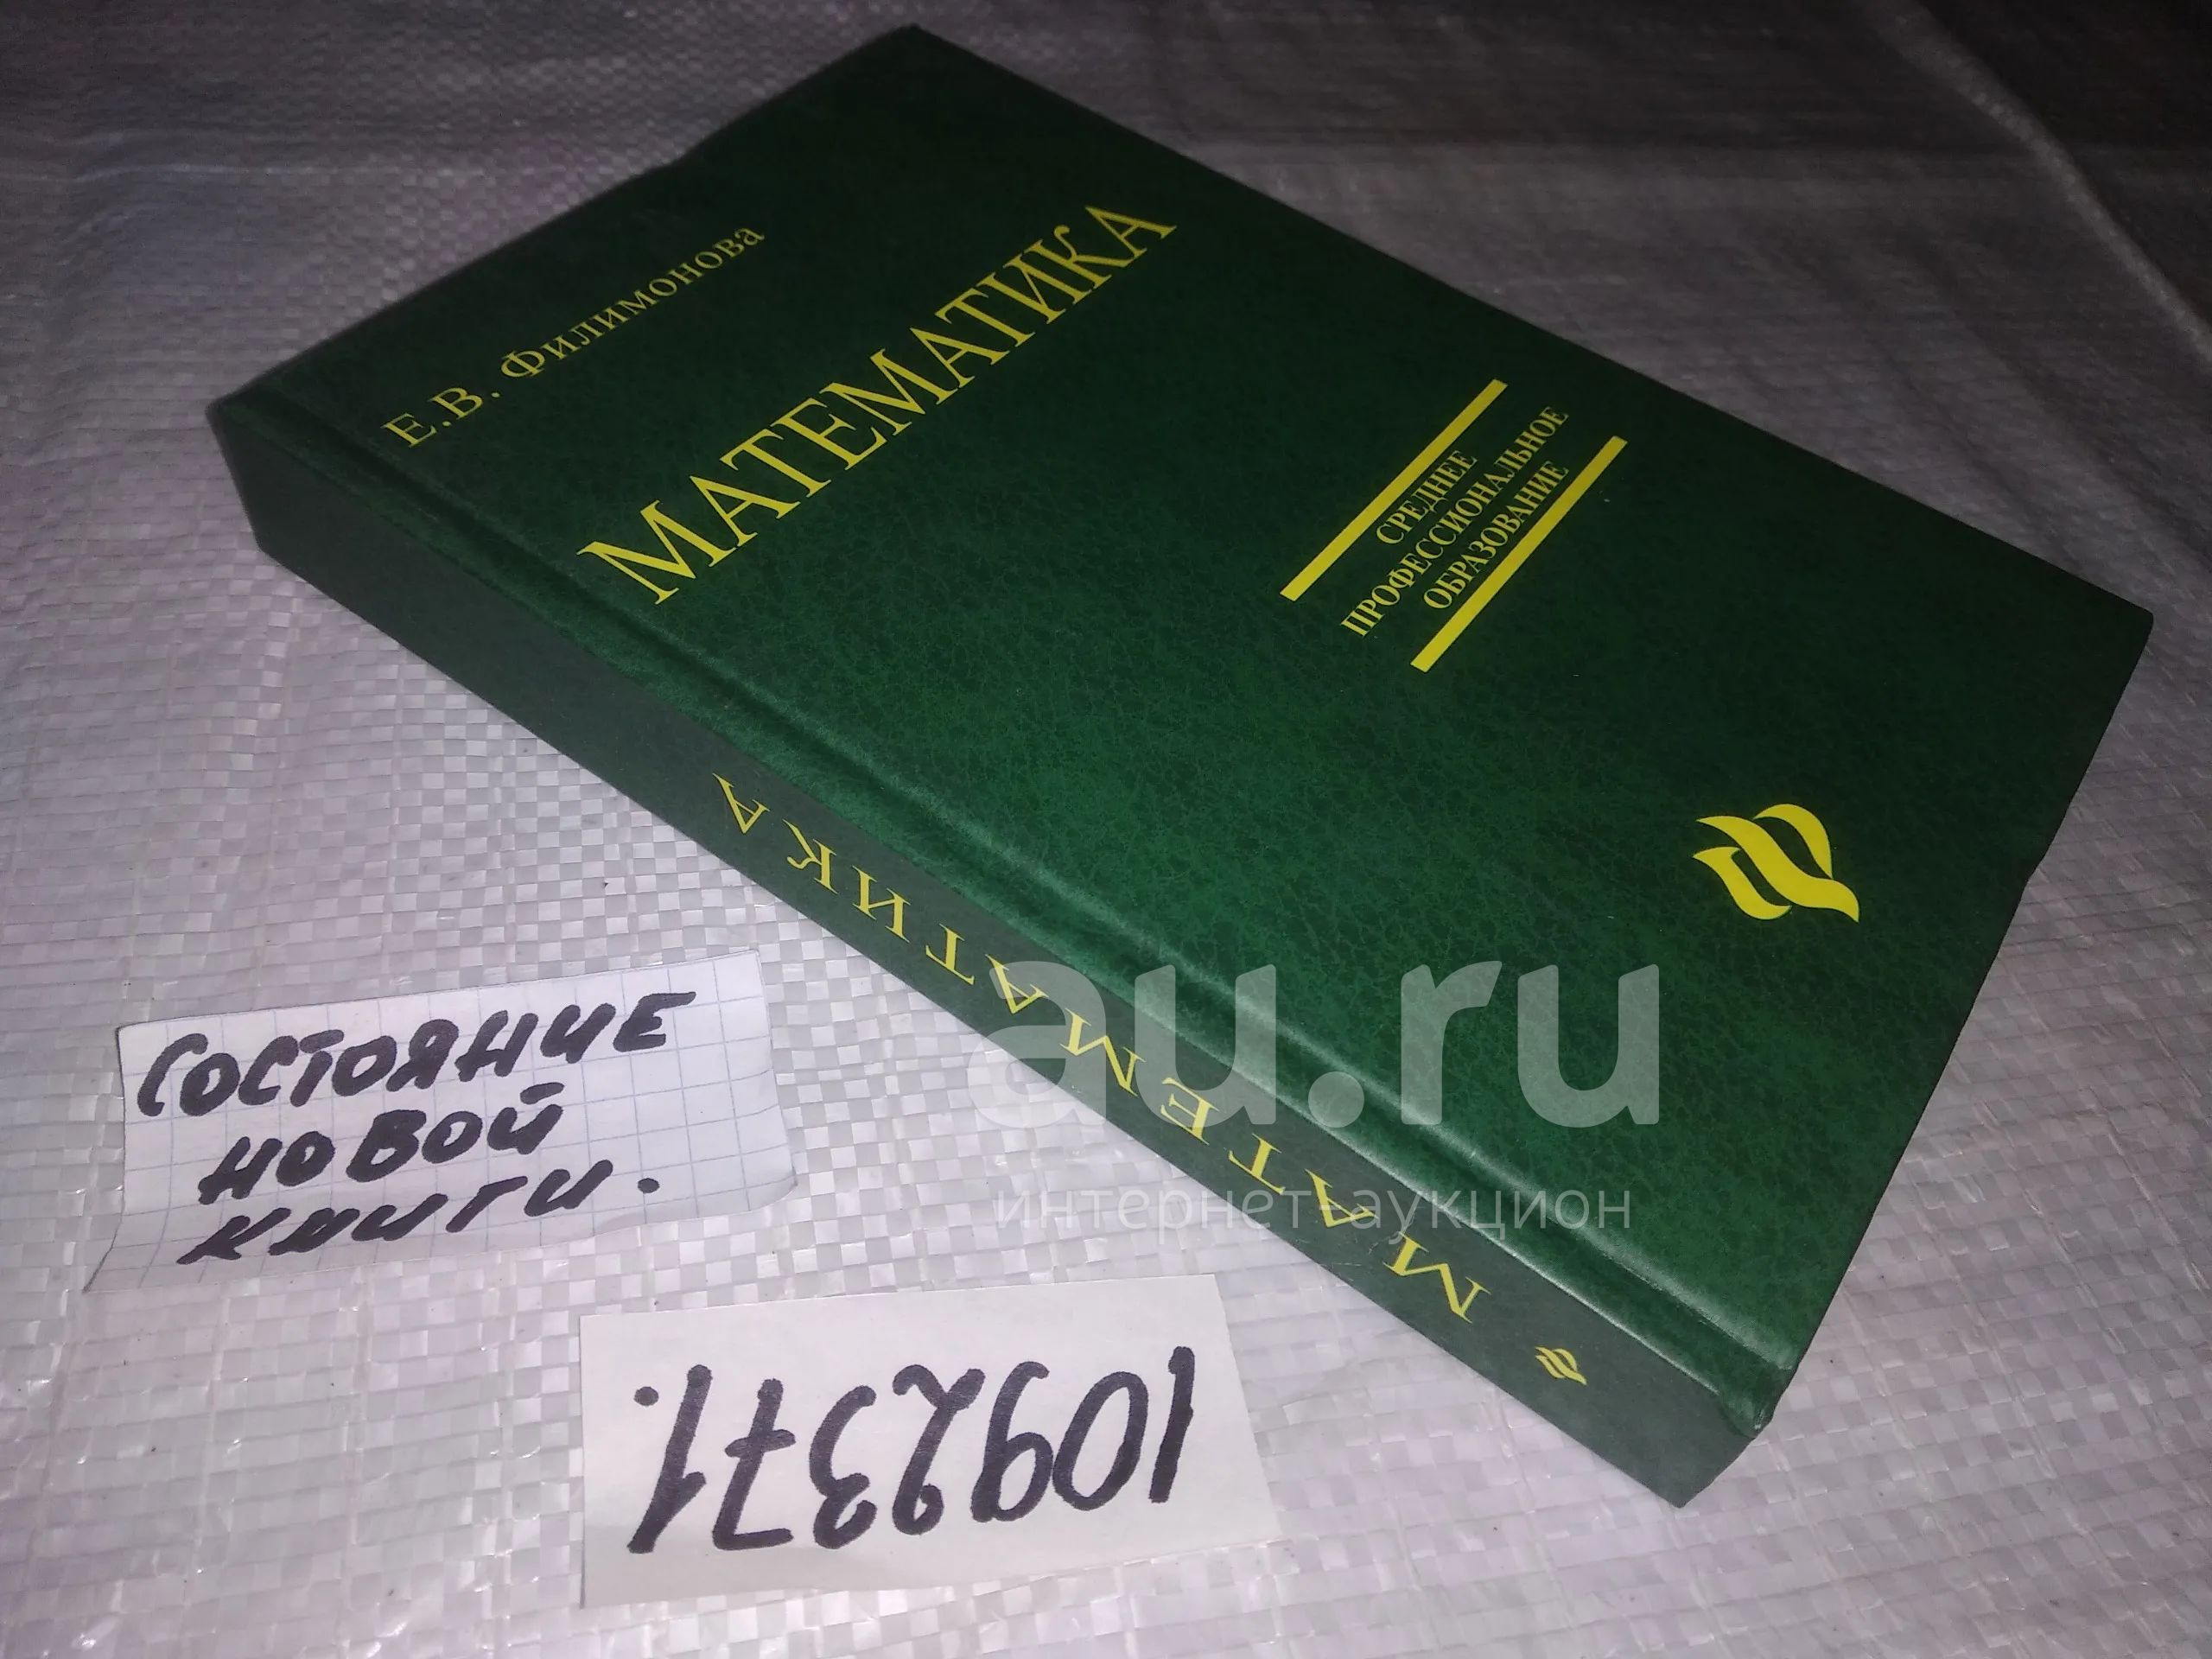 Е.В. Филимонова
МАТЕМАТИКА
СРЕДНЕЕ
ПРОФЕССИОНАЛЬНОЕ
ОБРАЗОВАНИЕ
МАТЕМАТИКА
au.ru
интернет-аукцион
СОСТОЯНИЕ
НОВОЙ
КНИГИ.
1092371.